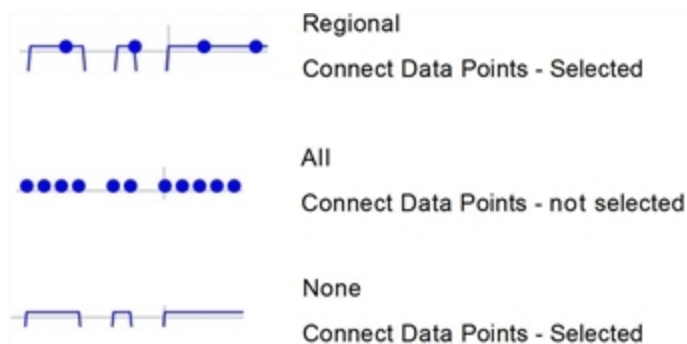 Regional
Connect Data Points - Selected
All
Connect Data Points - not selected
None
Connect Data Points - Selected